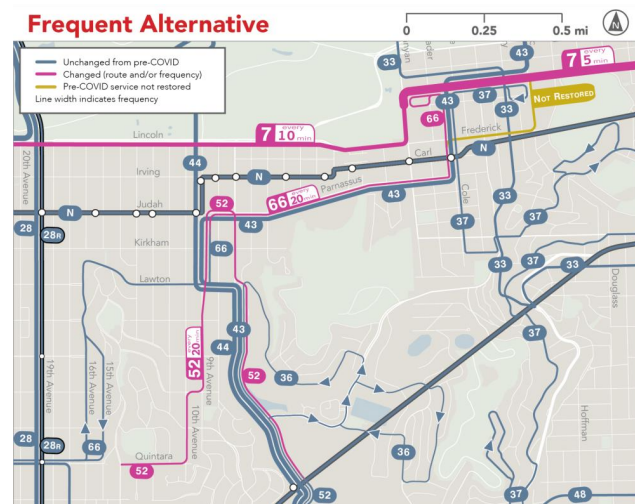 Frequent Alternative
0 0.25 0.5 mi
N
Unchanged from pre-COVID
Changed (route and/or frequency)
Pre-COVID service not restored
Line width indicates frequency
33
43
7 every 5 min
37
43
33
NOT RESTORED
66
Frederick
Lincoln
7 every 10 min
20th Avenue
44
Irving
Carl
N
Judah
N
66 every 20 min
Parnassus
43
Cole
52
43
28
28R
Kirkham
66
37
37
33
33
37
33
Lawton
Douglass
43
44
52 every 20 min
9th Avenue
37
36
52
19th Avenue
16th Avenue
15th Avenue
10th Avenue
Hoffman
28
28R
66
Quintara
52
36
52
37
48